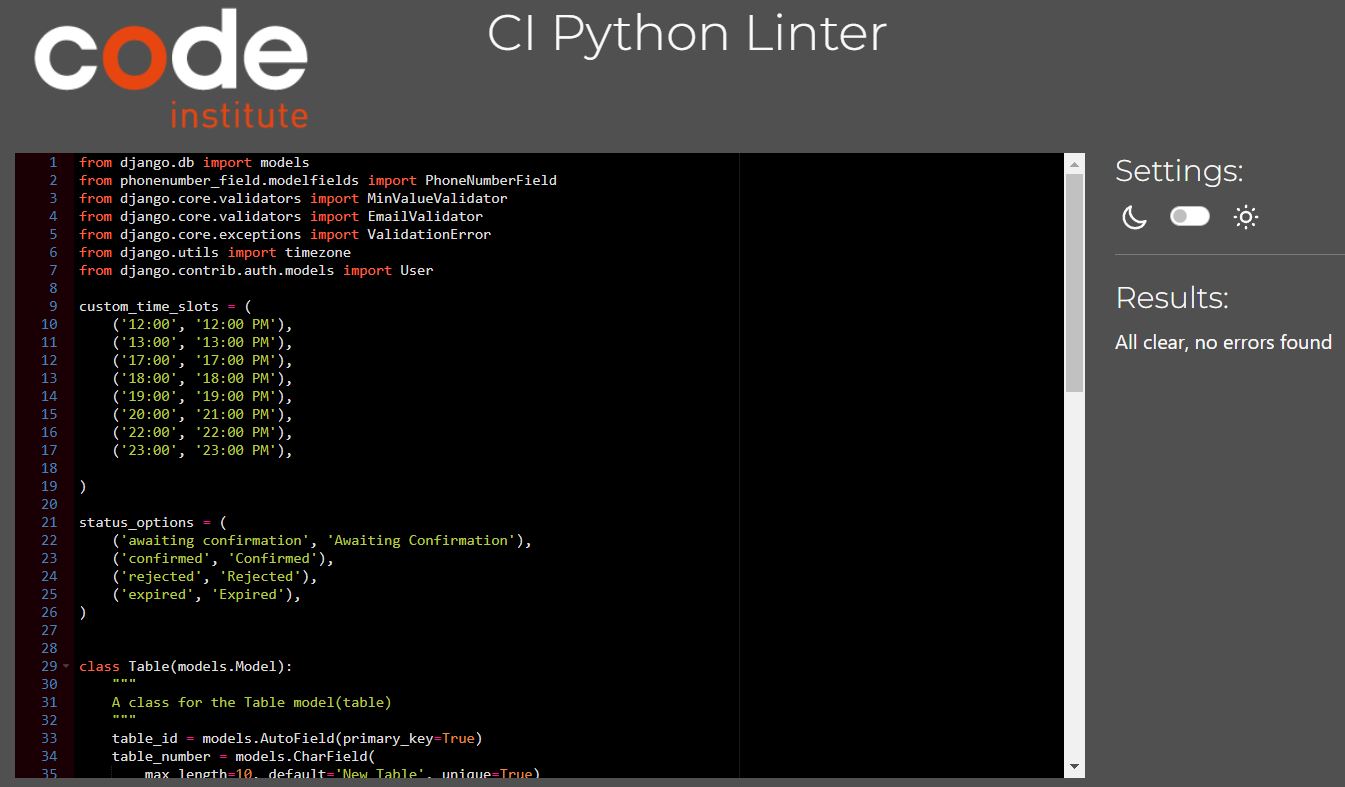 code
institute
CI Python Linter
1 from django.db import models
2 from phonenumber_field.modelfields import PhoneNumberField
3 from django.core.validators import MinValueValidator
4 from django.core.validators import EmailValidator
5 from django.core.exceptions import ValidationError
6 from django.utils import timezone
7 from django.contrib.auth.models import User
8
9 custom_time_slots = (
10     ('12:00', '12:00 PM'),
11     ('13:00', '13:00 PM'),
12     ('17:00', '17:00 PM'),
13     ('18:00', '18:00 PM'),
14     ('19:00', '19:00 PM'),
15     ('20:00', '21:00 PM'),
16     ('22:00', '22:00 PM'),
17     ('23:00', '23:00 PM'),
18
19 )
20
21 status_options = (
22     ('awaiting confirmation', 'Awaiting Confirmation'),
23     ('confirmed', 'Confirmed'),
24     ('rejected', 'Rejected'),
25     ('expired', 'Expired'),
26 )
27
28
29 class Table(models.Model):
30     """
31     A class for the Table model(table)
32     """
33     table_id = models.AutoField(primary_key=True)
34     table_number = models.CharField(
35         max_length=10, default='New Table', unique=True)
Settings:
Results:
All clear, no errors found